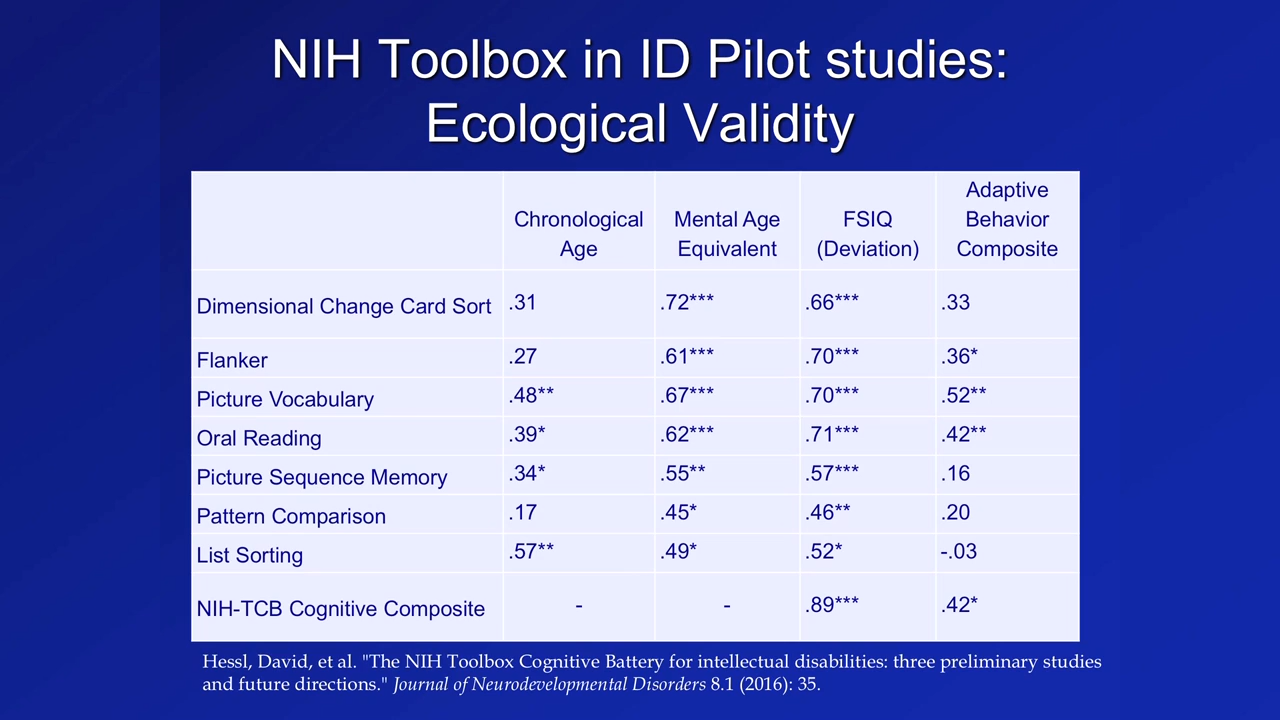 NIH Toolbox in ID Pilot studies:
Ecological Validity
Chronological Age Mental Age Equivalent FSIQ (Deviation) Adaptive Behavior Composite
Dimensional Change Card Sort .31 .72*** .66*** .33
Flanker .27 .61*** .70*** .36*
Picture Vocabulary .48** .67*** .70*** .52**
Oral Reading .39* .62*** .71*** .42**
Picture Sequence Memory .34* .55** .57*** .16
Pattern Comparison .17 .45* .46** .20
List Sorting .57** .49* .52* -.03
NIH-TCB Cognitive Composite - - .89*** .42*
Hessl, David, et al. "The NIH Toolbox Cognitive Battery for intellectual disabilities: three preliminary studies
and future directions." Journal of Neurodevelopmental Disorders 8.1 (2016): 35.